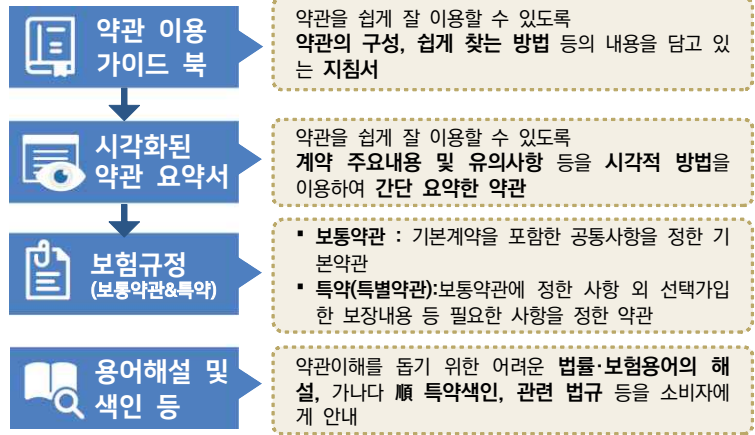 약관 이용
가이드 북
약관을 쉽게 잘 이용할 수 있도록
약관의 구성, 쉽게 찾는 방법 등의 내용을 담고 있
는 지침서
시각화된
약관 요약서
약관을 쉽게 잘 이용할 수 있도록
계약 주요내용 및 유의사항 등을 시각적 방법을
이용하여 간단 요약한 약관
보험규정
(보통약관&특약)
▪ 보통약관 : 기본계약을 포함한 공통사항을 정한 기
본약관
▪ 특약(특별약관):보통약관에 정한 사항 외 선택가입
한 보장내용 등 필요한 사항을 정한 약관
용어해설 및
색인 등
약관이해를 돕기 위한 어려운 법률·보험용어의 해
설, 가나다 順 특약색인, 관련 법규 등을 소비자에
게 안내